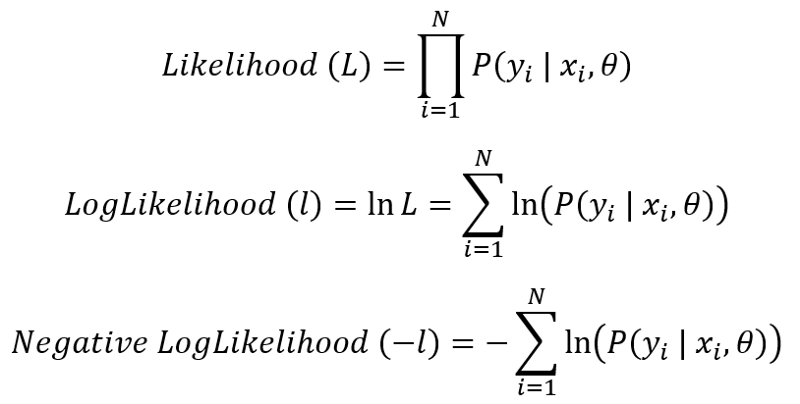 Likelihood (L) = ∏_{i=1}^{N} P(y_i | x_i, θ)
LogLikelihood (l) = ln L = ∑_{i=1}^{N} ln(P(y_i | x_i, θ))
Negative LogLikelihood (−l) = − ∑_{i=1}^{N} ln(P(y_i | x_i, θ))